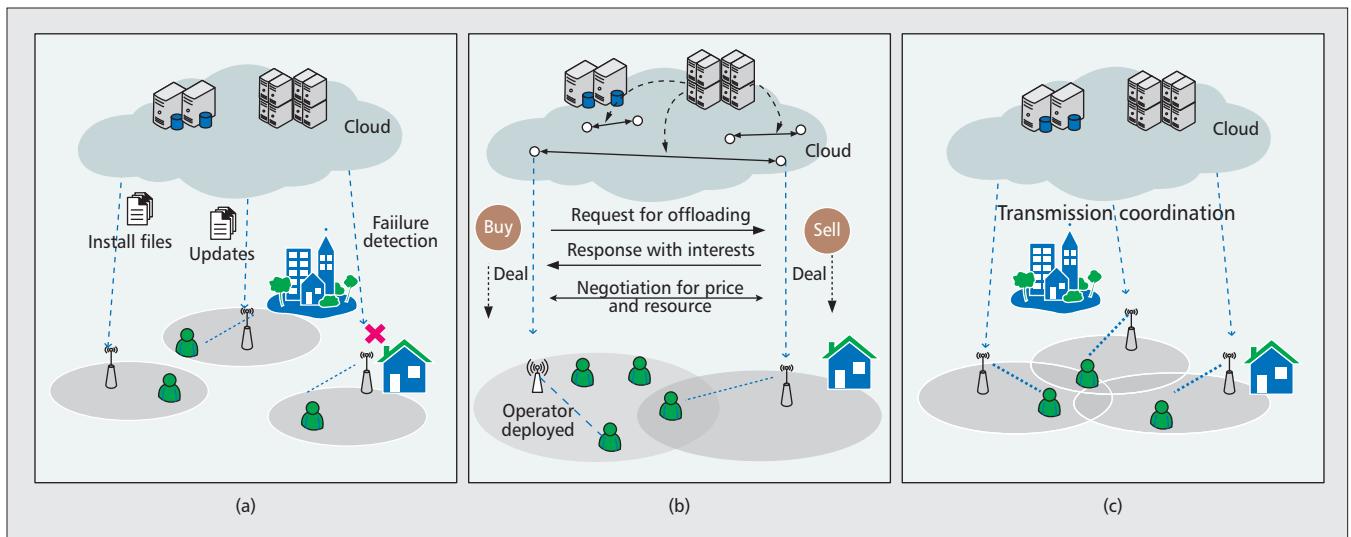 Cloud
Install files
Updates
Faiilure
detection
(a)
Cloud
Buy
Request for offloading
Sell
Response with interests
Deal
Deal
Negotiation for price
and resource
Operator
deployed
(b)
Cloud
Transmission coordination
(c)